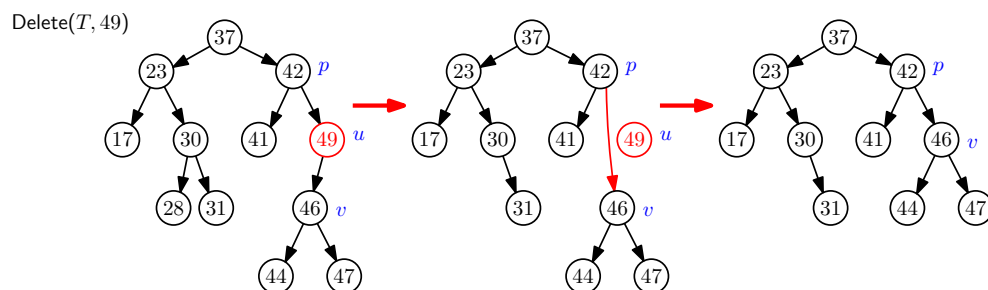 Delete(T, 49)
37 37 37
23 42 p 23 42 p 23 42 p
17 30 41 49 u 17 30 41 49 u 17 30 41 46 v
28 31 46 v 31 46 v 31 44 47
44 47 44 47